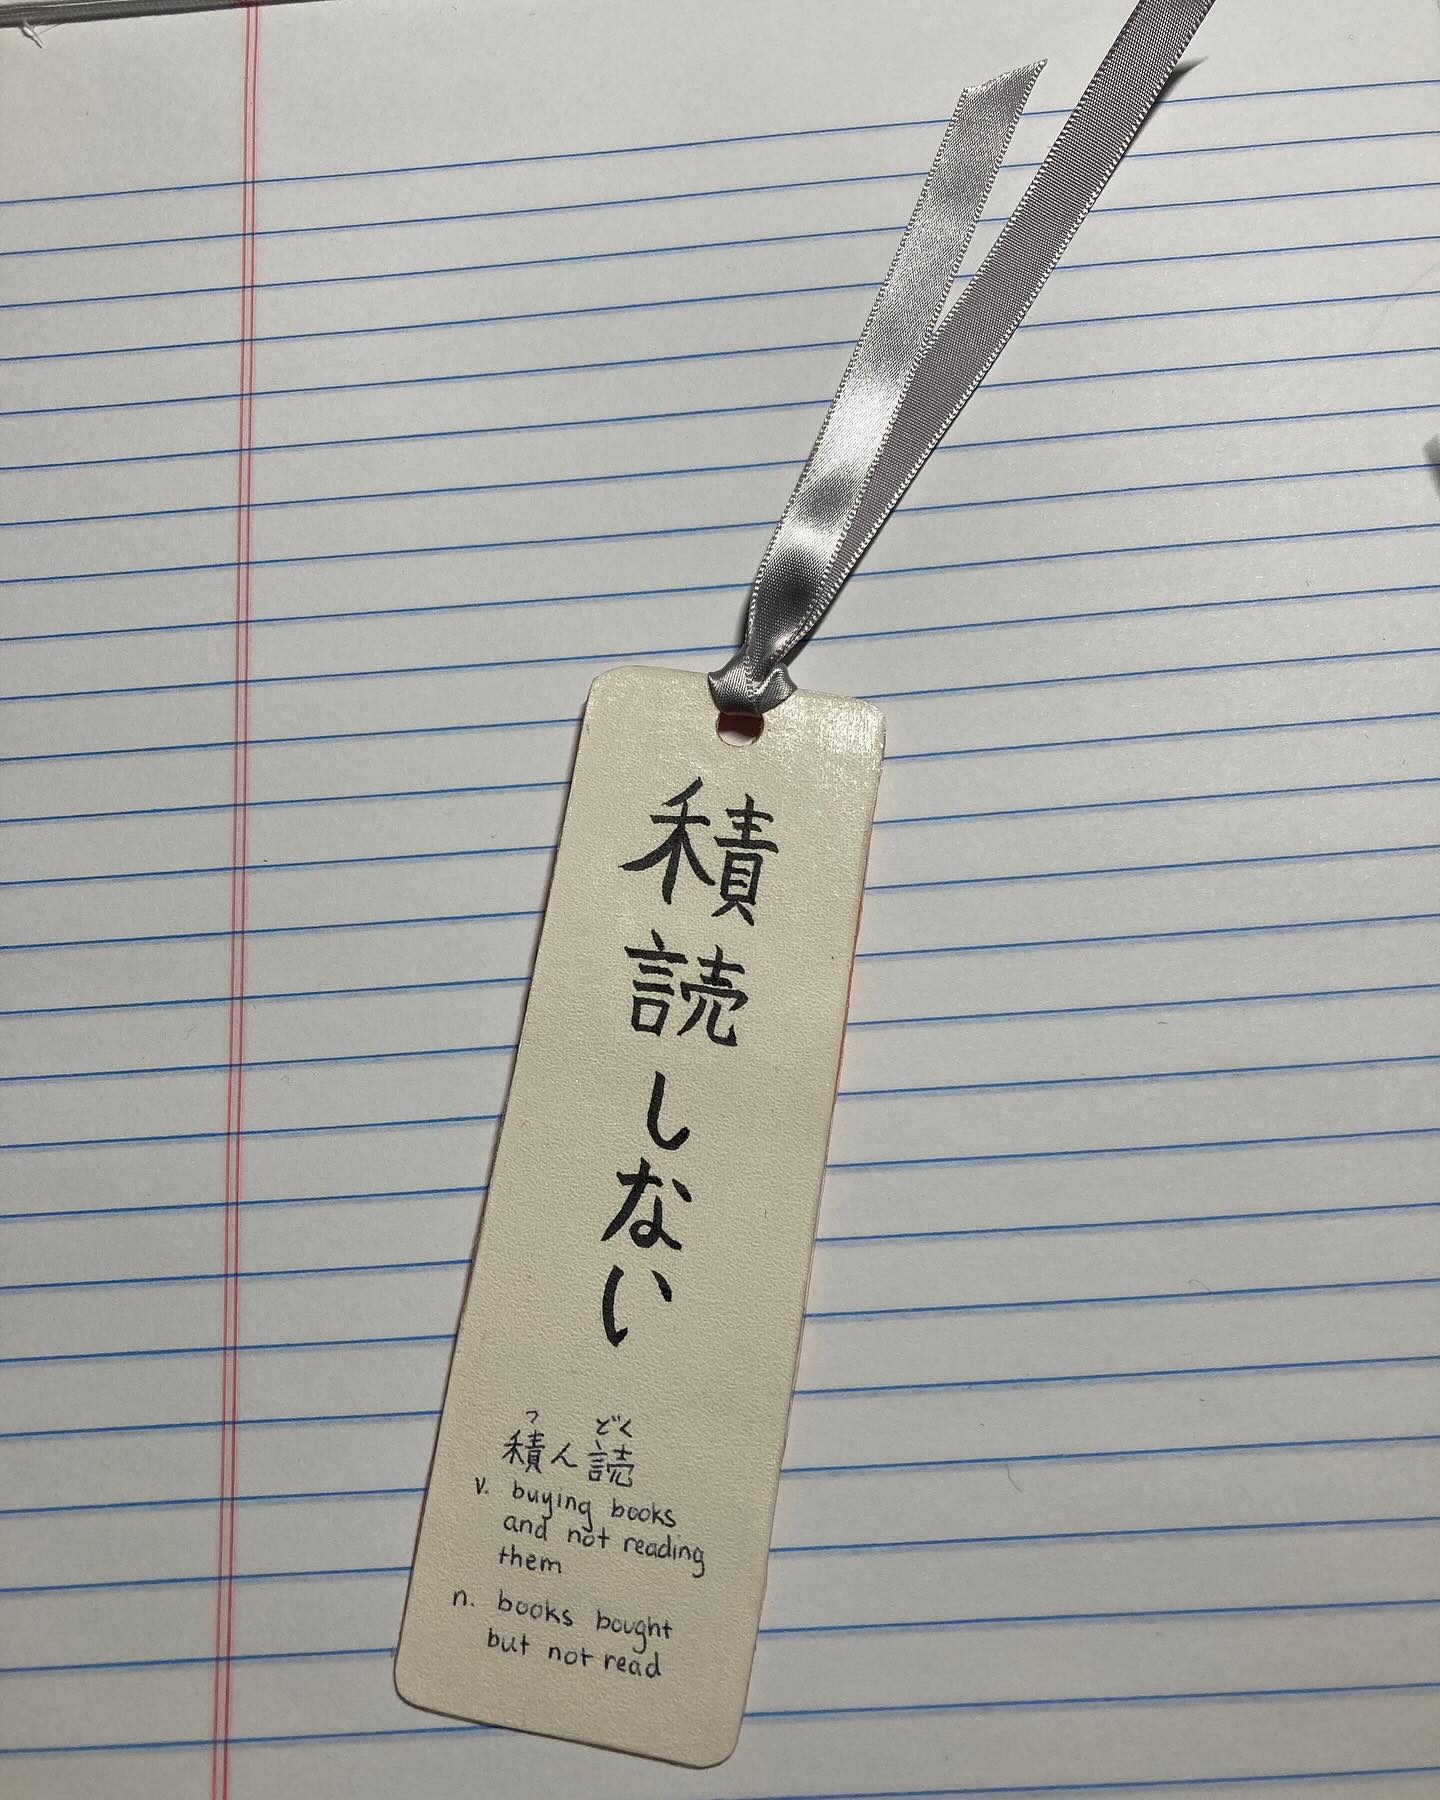 積読しない
つ どく
積ん読
v. buying books
and not reading
them
n. books bought
but not read